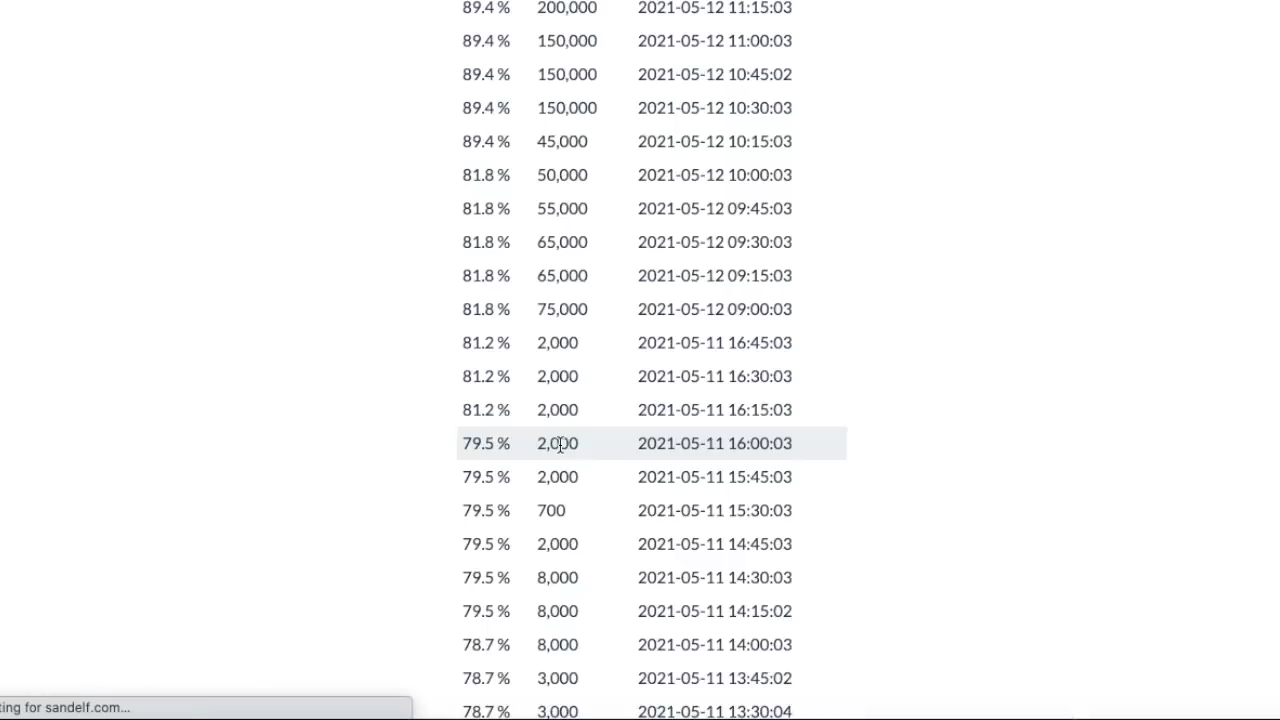 89.4 % 200,000 2021-05-12 11:15:03
89.4 % 150,000 2021-05-12 11:00:03
89.4 % 150,000 2021-05-12 10:45:02
89.4 % 150,000 2021-05-12 10:30:03
89.4 % 45,000 2021-05-12 10:15:03
81.8 % 50,000 2021-05-12 10:00:03
81.8 % 55,000 2021-05-12 09:45:03
81.8 % 65,000 2021-05-12 09:30:03
81.8 % 65,000 2021-05-12 09:15:03
81.8 % 75,000 2021-05-12 09:00:03
81.2 % 2,000 2021-05-11 16:45:03
81.2 % 2,000 2021-05-11 16:30:03
81.2 % 2,000 2021-05-11 16:15:03
79.5 % 2,000 2021-05-11 16:00:03
79.5 % 2,000 2021-05-11 15:45:03
79.5 % 700 2021-05-11 15:30:03
79.5 % 2,000 2021-05-11 14:45:03
79.5 % 8,000 2021-05-11 14:30:03
79.5 % 8,000 2021-05-11 14:15:02
78.7 % 8,000 2021-05-11 14:00:03
78.7 % 3,000 2021-05-11 13:45:02
78.7 % 3,000 2021-05-11 13:30:04
ting for sandelf.com...